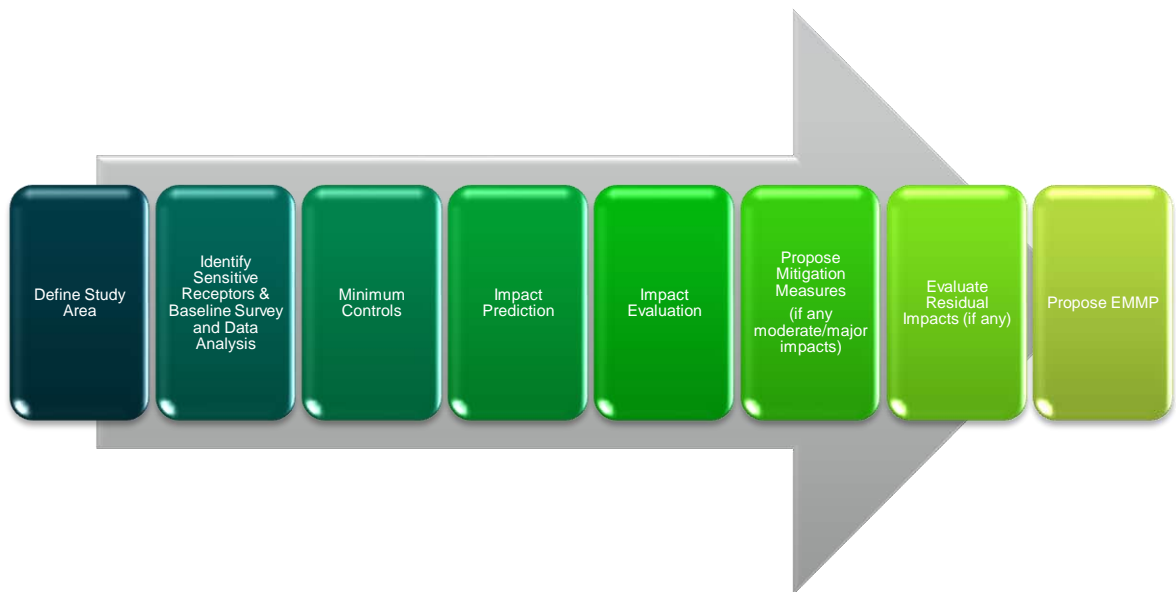 Define Study
Area
Identify
Sensitive
Receptors &
Baseline Survey
and Data
Analysis
Minimum
Controls
Impact
Prediction
Impact
Evaluation
Propose
Mitigation
Measures
(if any
moderate/major
impacts)
Evaluate
Residual
Impacts (if any)
Propose EMMP